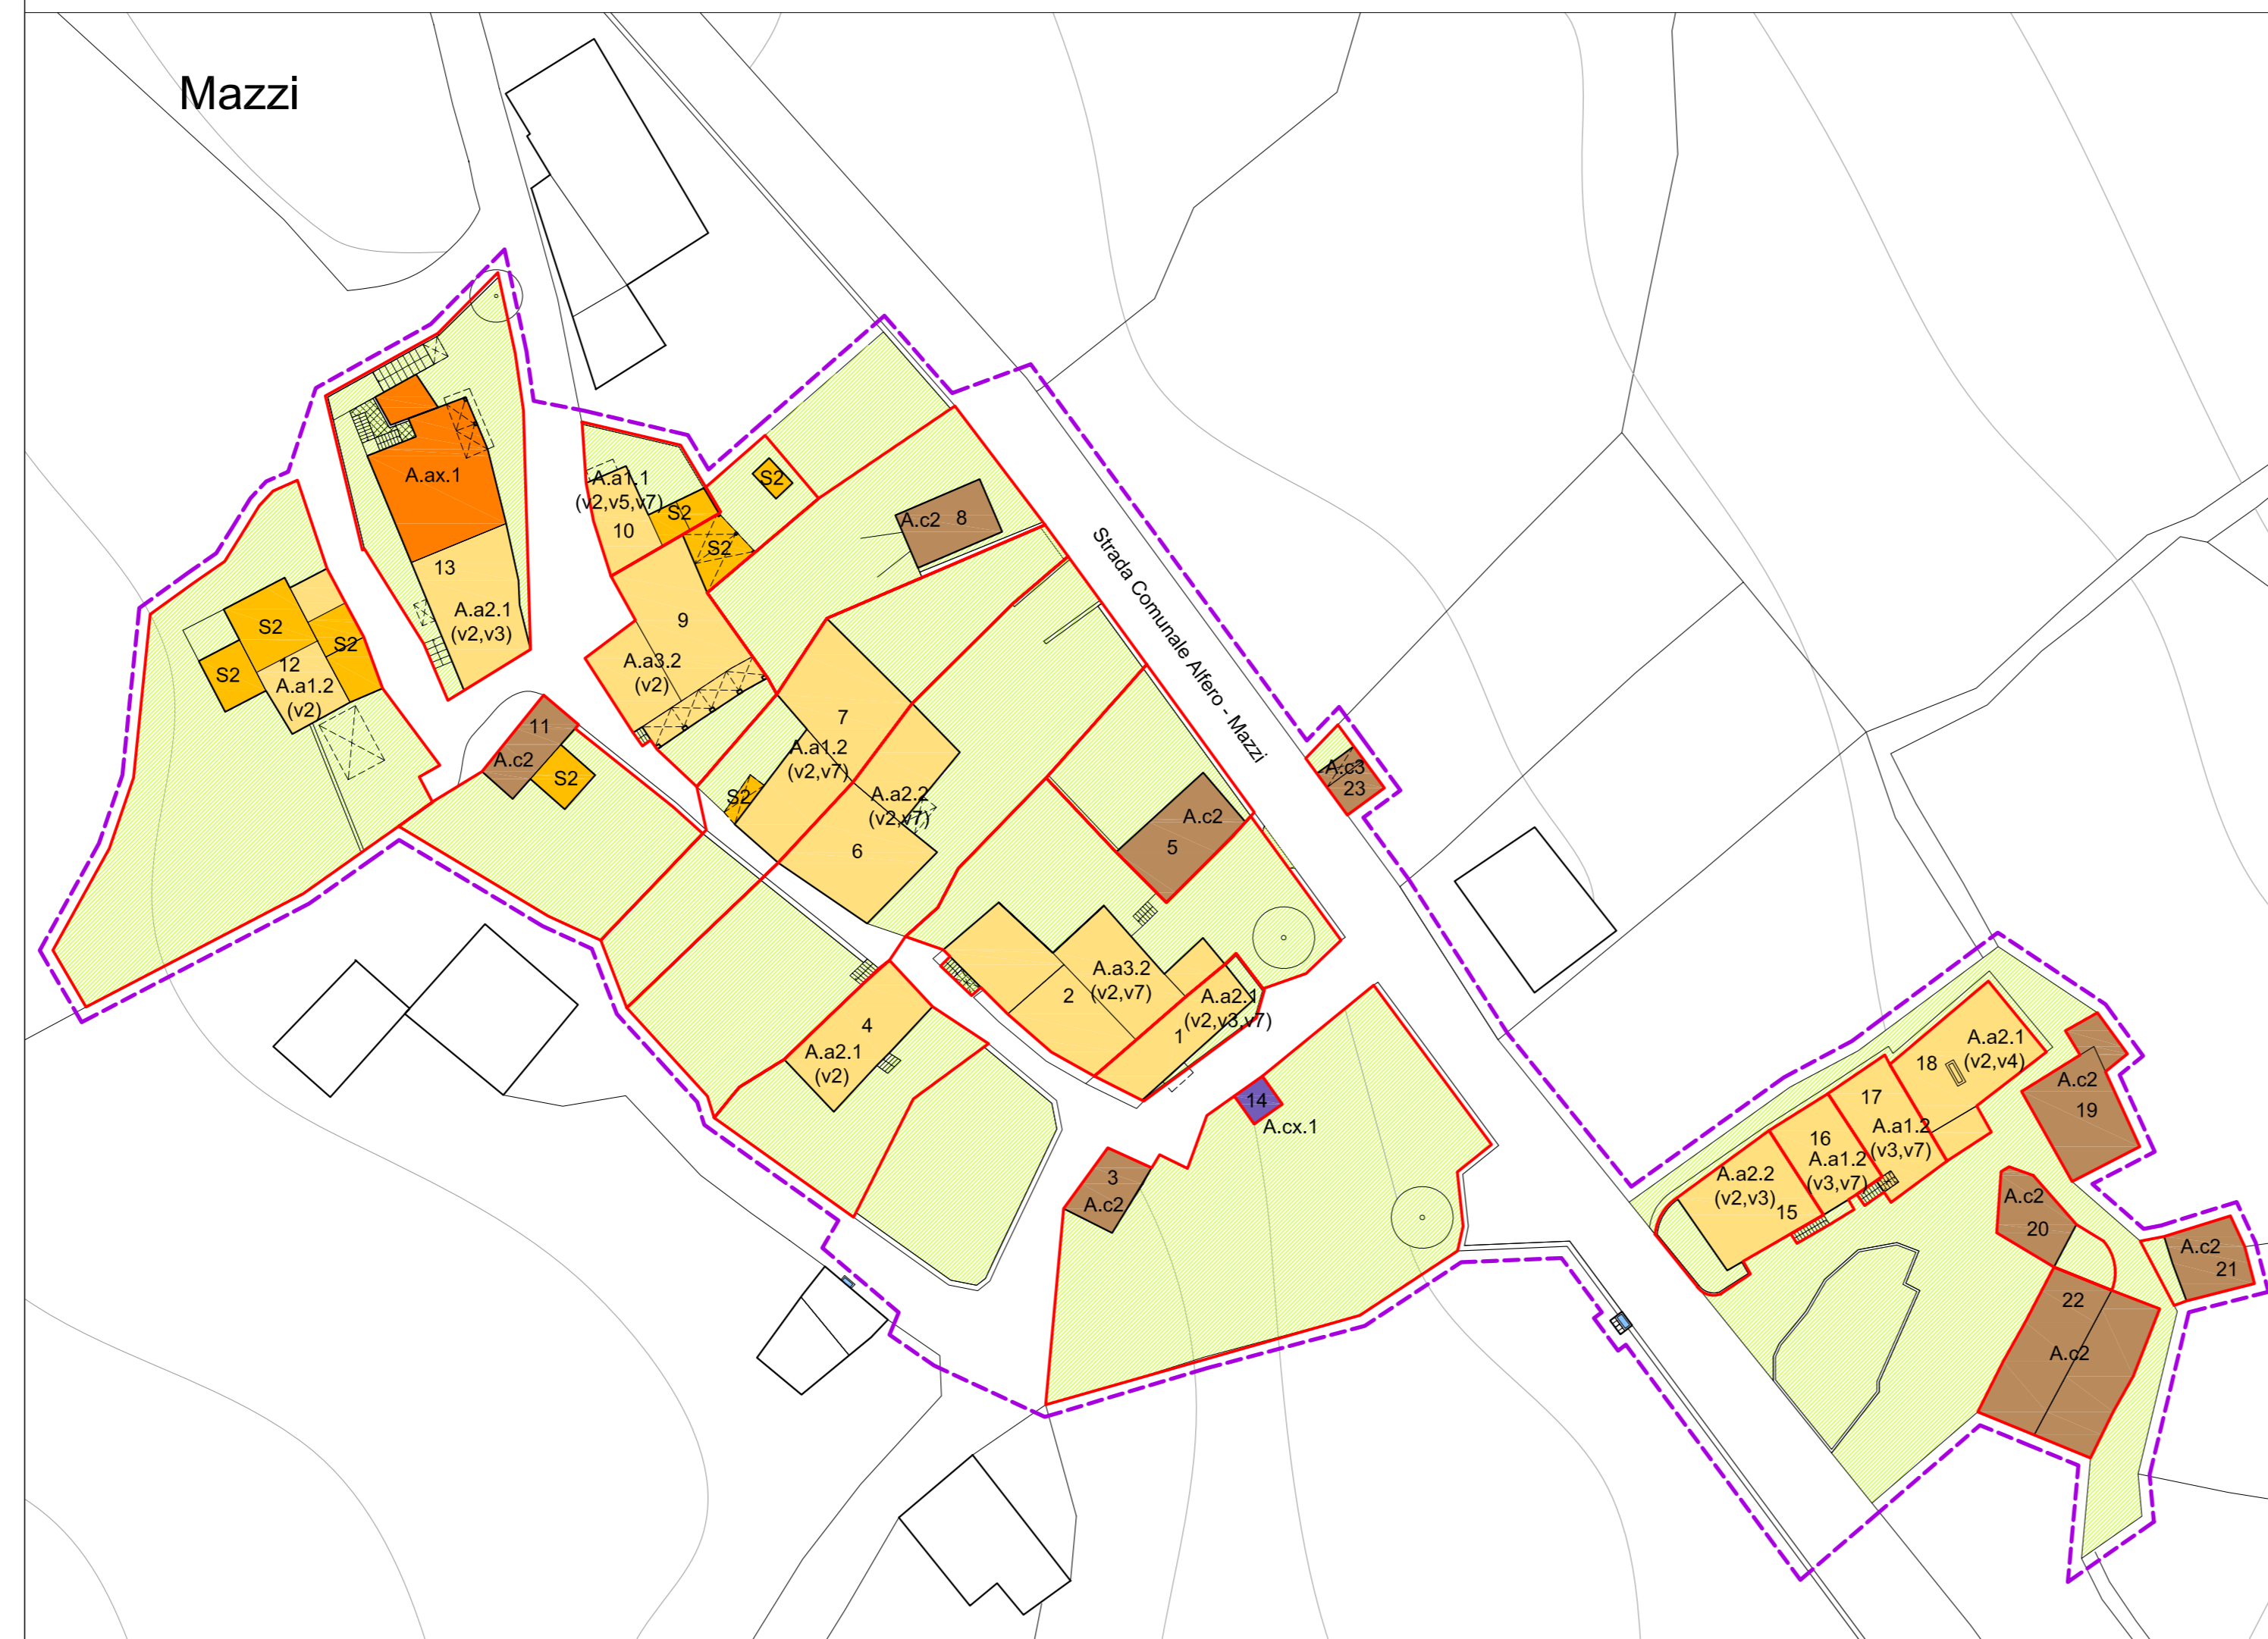 Mazzi
A.ax.1
13
A.a2.1
(v2,v3)
A.a1.1
(v2,v5,v7)
10
S2
S2
S2
A.c2 8
9
A.a3.2
(v2)
S2
S2
S2
12
A.a1.2
(v2)
11
A.c2
S2
7
A.a1.2
(v2,v7)
S2
A.a2.2
(v2,v7)
6
Strada Comunale Alfero - Mazzi
A.c3
23
A.c2
5
A.a3.2
2 (v2,v7)
A.a2.1
(v2,v3,v7)
1
4
A.a2.1
(v2)
14
A.cx.1
3
A.c2
A.a2.1
18 (v2,v4)
17
A.a1.2
(v3,v7)
16
A.a1.2
(v3,v7)
A.a2.2
(v2,v3)
15
A.c2
19
A.c2
20
A.c2
21
22
A.c2